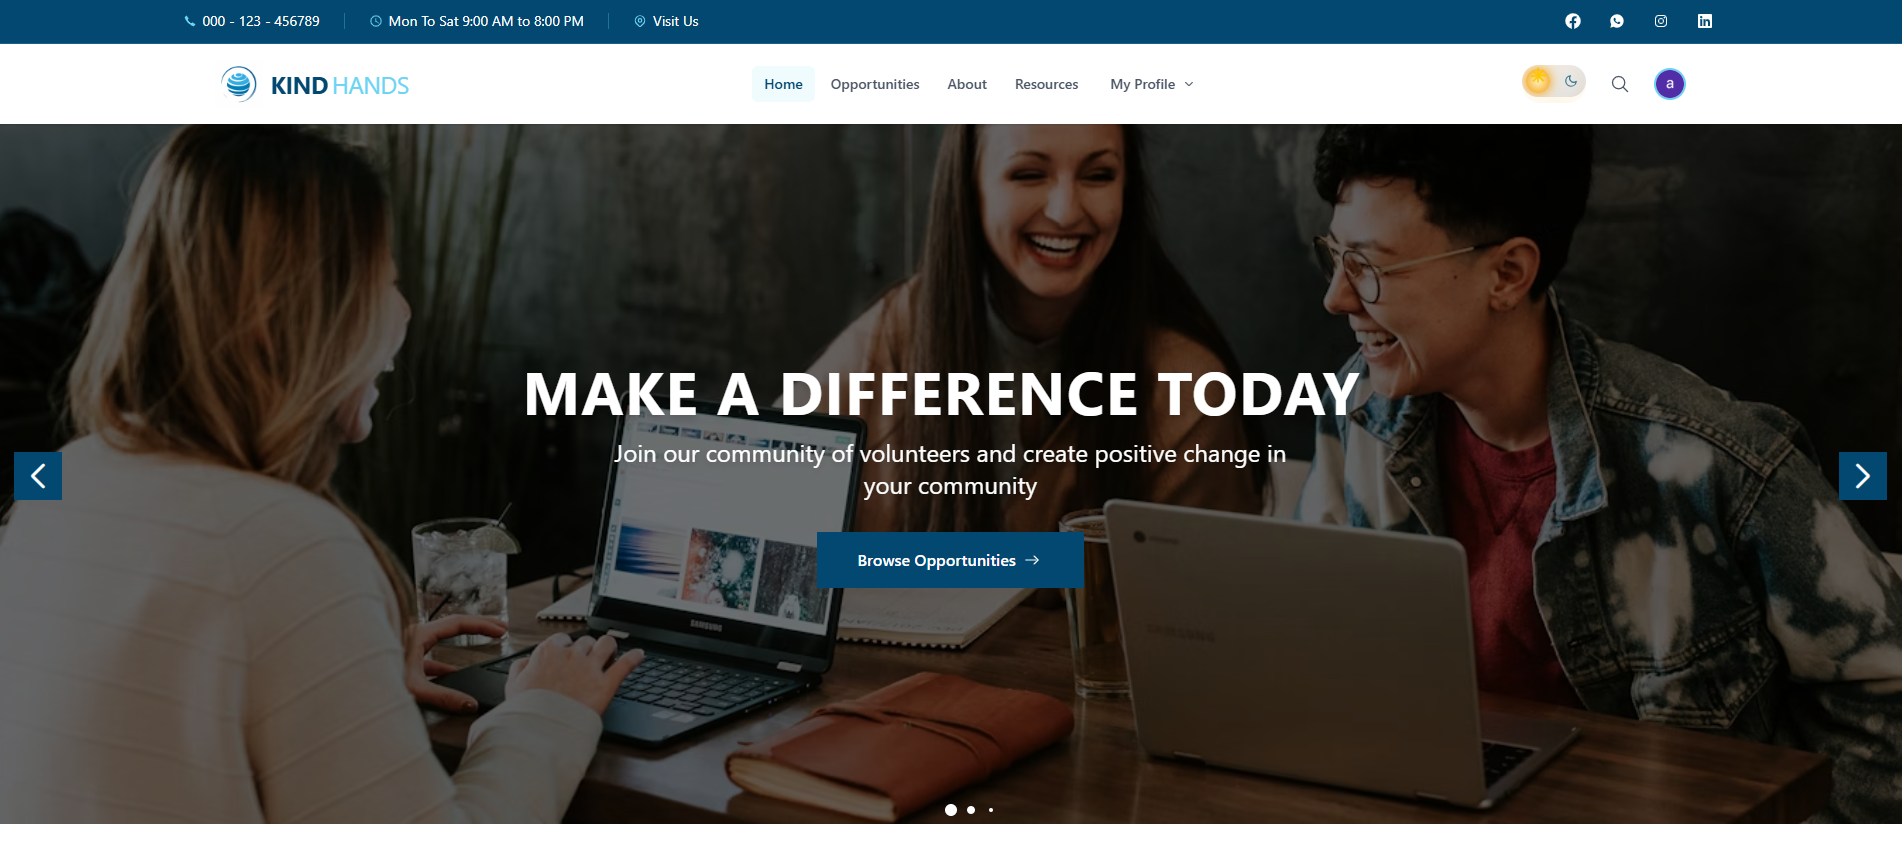 000 - 123 - 456789
Mon To Sat 9:00 AM to 8:00 PM
Visit Us
KIND HANDS
Home
Opportunities
About
Resources
My Profile
a
MAKE A DIFFERENCE TODAY
Join our community of volunteers and create positive change in
your community
Browse Opportunities
SAMSUNG
SAMSUNG